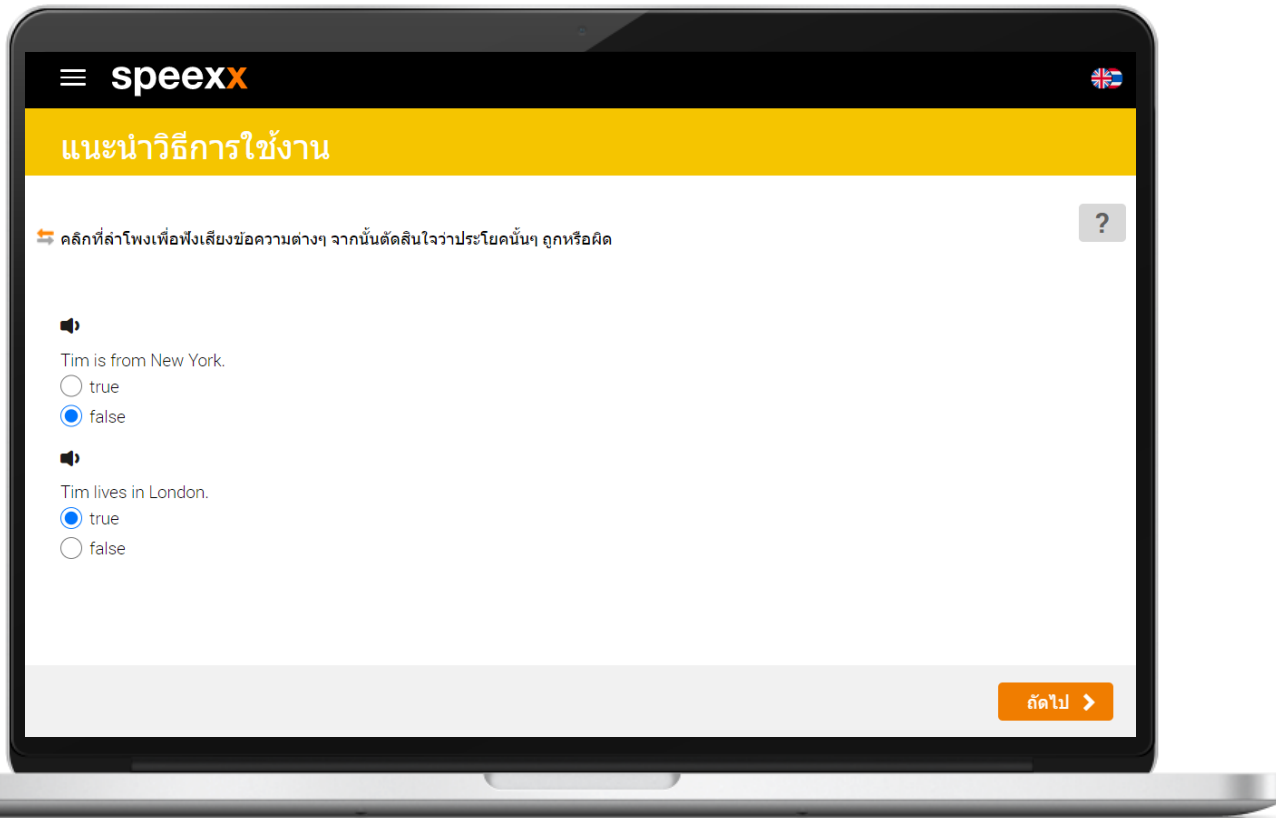 speexx
แนะนำวิธีการใช้งาน
?
คลิกที่ลำโพงเพื่อฟังเสียงข้อความต่างๆ จากนั้นตัดสินใจว่าประโยคนั้นๆ ถูกหรือผิด
Tim is from New York.
true
false
Tim lives in London.
true
false
ถัดไป